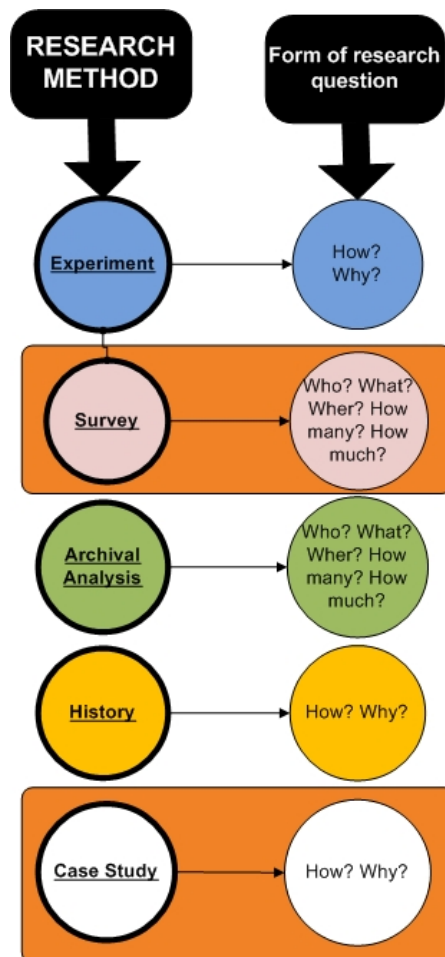 RESEARCH
METHOD
Form of research
question
Experiment
How?
Why?
Survey
Who? What?
Wher? How
many? How
much?
Archival
Analysis
Who? What?
Wher? How
many? How
much?
History
How? Why?
Case Study
How? Why?